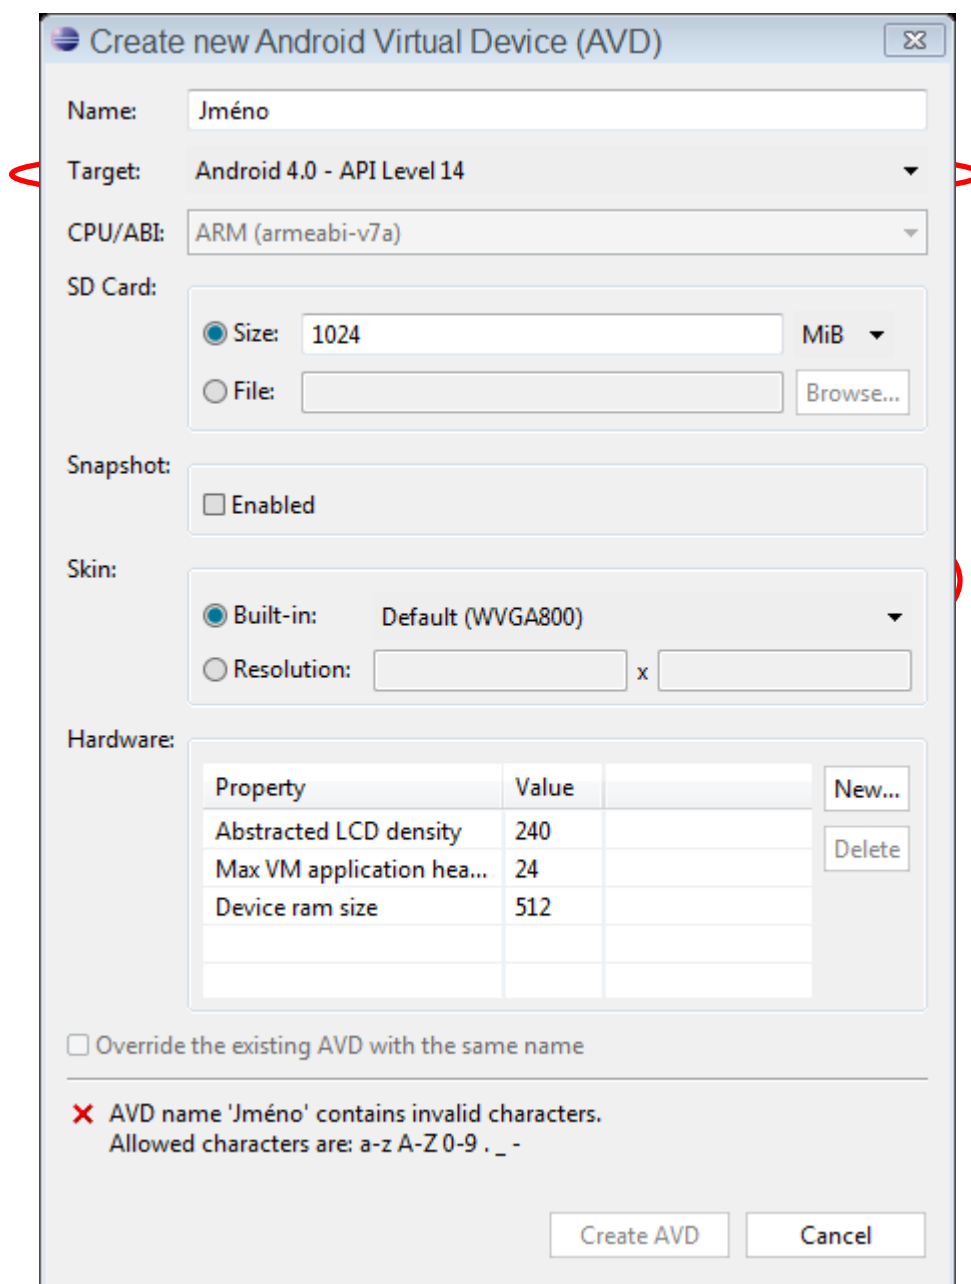 Create new Android Virtual Device (AVD)
Name: Jméno
Target: Android 4.0 - API Level 14
CPU/ABI: ARM (armeabi-v7a)
SD Card:
Size: 1024 MiB
File: Browse...
Snapshot:
Enabled
Skin:
Built-in: Default (WVGA800)
Resolution: x
Hardware:
Property Value New...
Abstracted LCD density 240
Delete
Max VM application hea... 24
Device ram size 512
Override the existing AVD with the same name
AVD name 'Jméno' contains invalid characters.
Allowed characters are: a-z A-Z 0-9 . _ -
Create AVD Cancel